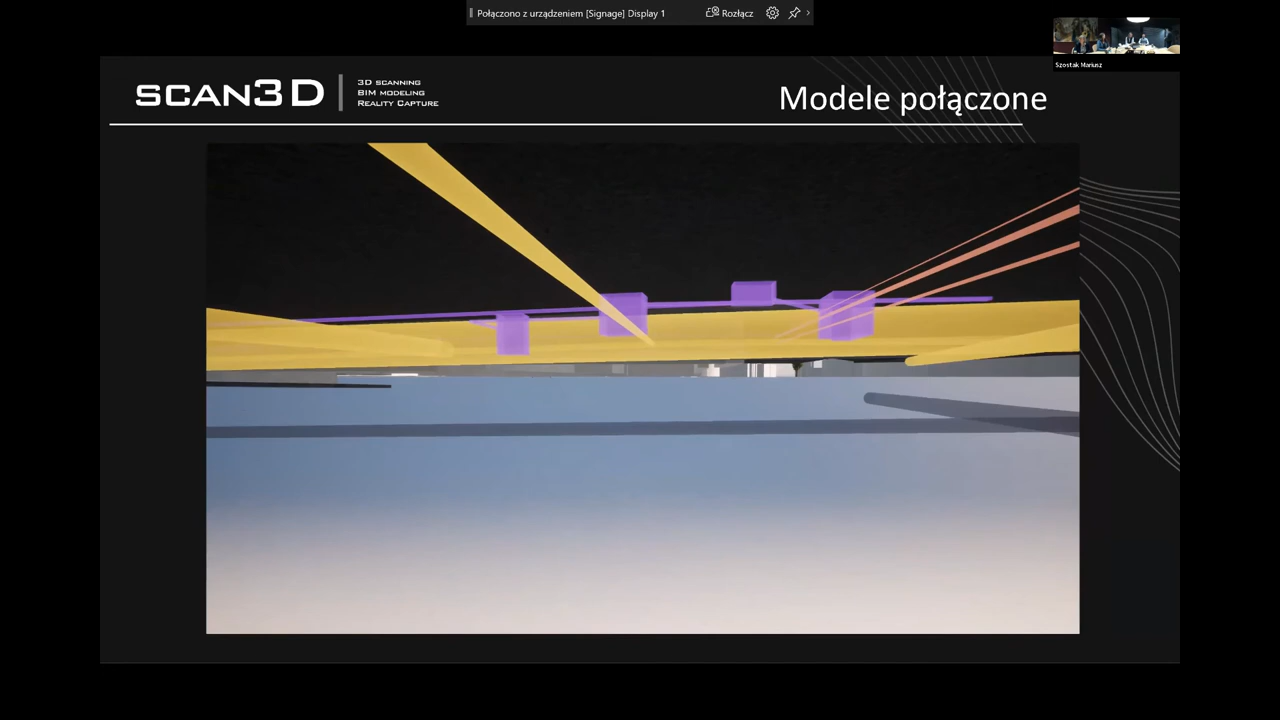 Połączono z urządzeniem [Signage] Display 1
Rozłącz
Szostak Mariusz
SCAN3D
3D scanning
BIM modeling
Reality Capture
Modele połączone